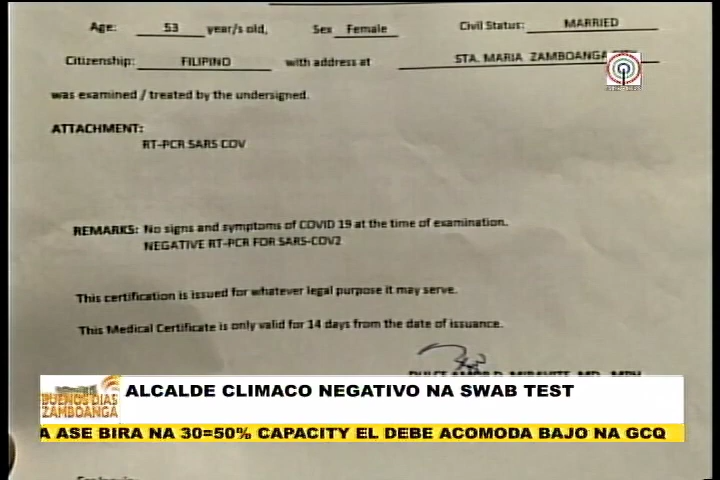 Age: 53 year/s old, Sex Female Civil Status: MARRIED
Citizenship: FILIPINO with address at STA. MARIA ZAMBOANGA
was examined / treated by the undersigned.
ATTACHMENT:
RT-PCR SARS COV
REMARKS: No signs and symptoms of COVID 19 at the time of examination.
NEGATIVE RT-PCR FOR SARS-COV2
This certification is issued for whatever legal purpose it may serve.
This Medical Certificate is only valid for 14 days from the date of issuance.
BUENOS DIAS
ZAMBOANGA
ALCALDE CLIMACO NEGATIVO NA SWAB TEST
A ASE BIRA NA 30=50% CAPACITY EL DEBE ACOMODA BAJO NA GCQ